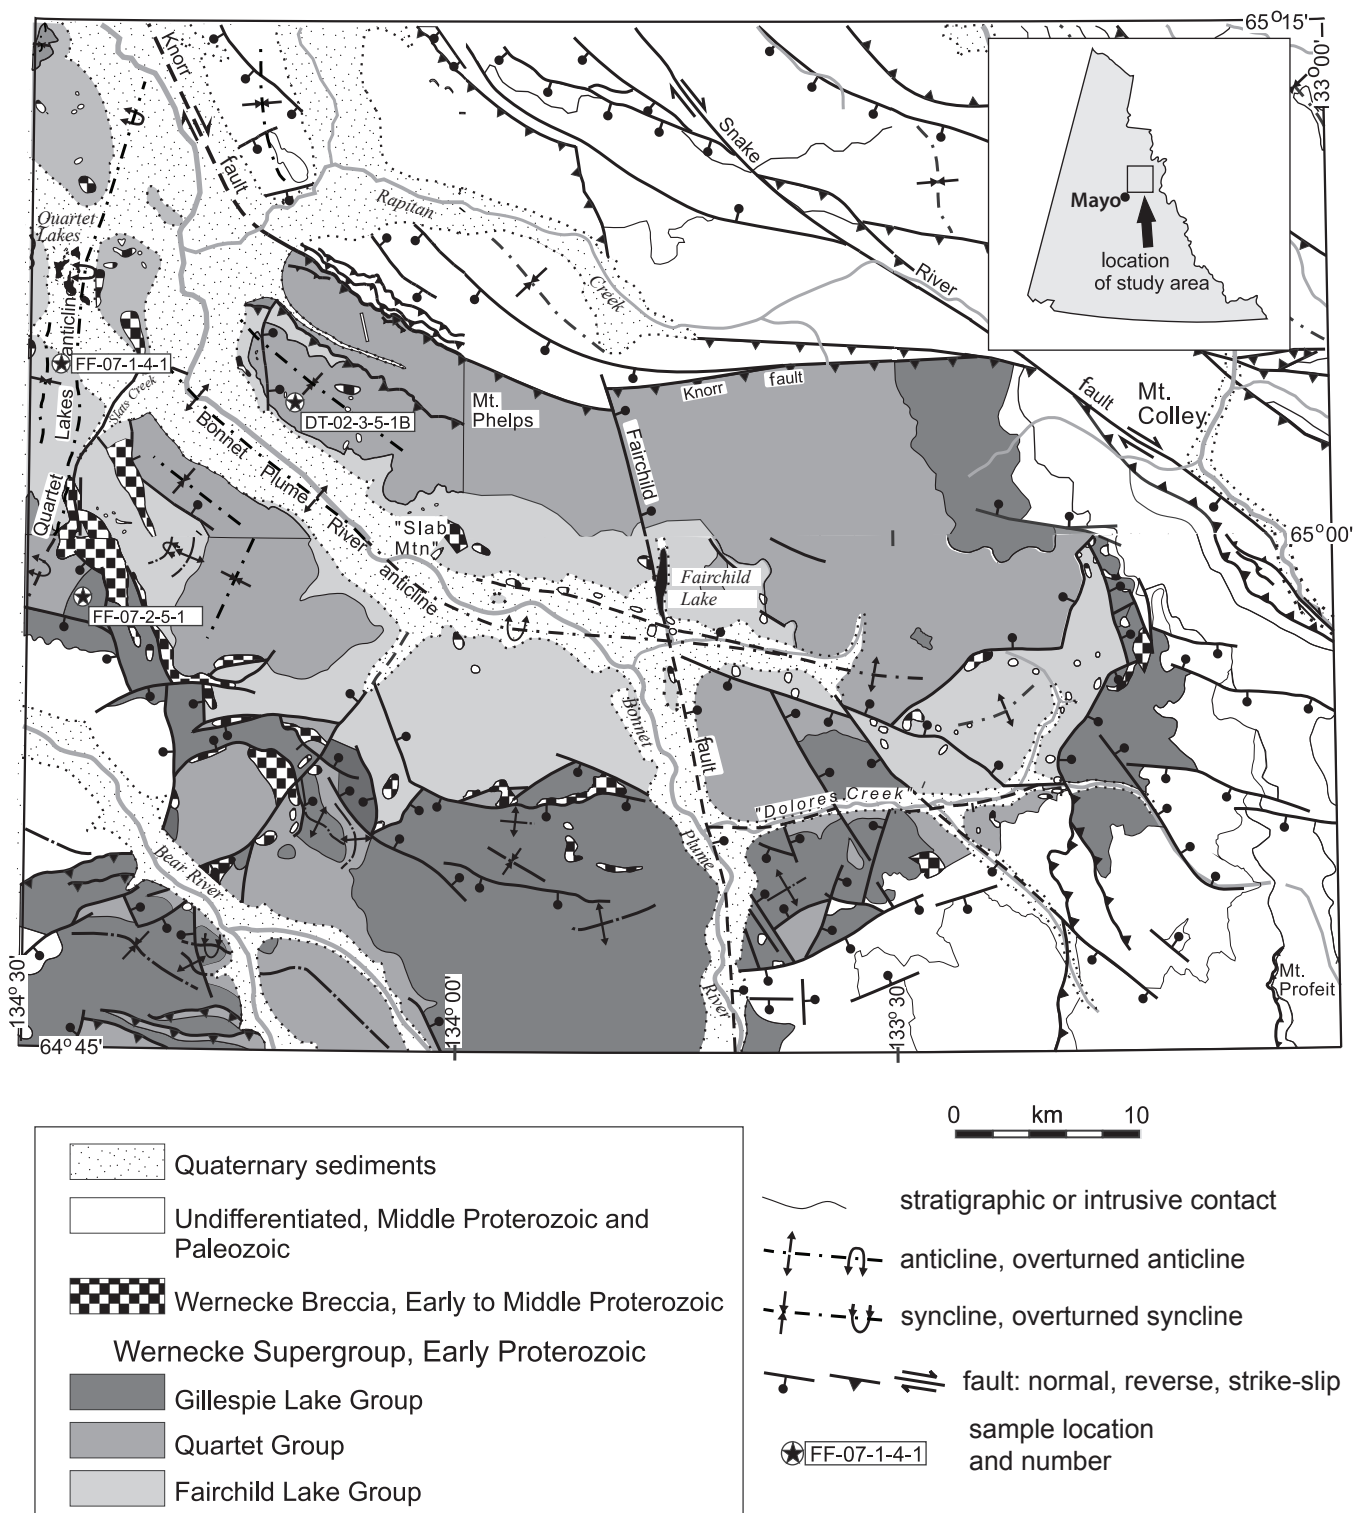 65°15'
133°00'
Knorr
fault
Snake
River
fault
Rapitan
Creek
Mayo
location
of study area
Quartet
Lakes
anticline
FF-07-1-4-1
Slats Creek
Lakes
Quartet
DT-02-3-5-1B
Mt.
Phelps
Knorr
fault
Mt.
Colley
Bonnet
Plume
River
anticline
Fairchild
"Slab
Mtn"
65°00'
Fairchild
Lake
FF-07-2-5-1
Bonnet
fault
"Dolores Creek"
Plume
Bear River
River
Mt.
Profeit
134°30'
64°45'
134°00'
133°30'
0 km 10
Quaternary sediments
Undifferentiated, Middle Proterozoic and
Paleozoic
Wernecke Breccia, Early to Middle Proterozoic
Wernecke Supergroup, Early Proterozoic
Gillespie Lake Group
Quartet Group
Fairchild Lake Group
stratigraphic or intrusive contact
anticline, overturned anticline
syncline, overturned syncline
fault: normal, reverse, strike-slip
sample location
FF-07-1-4-1
and number